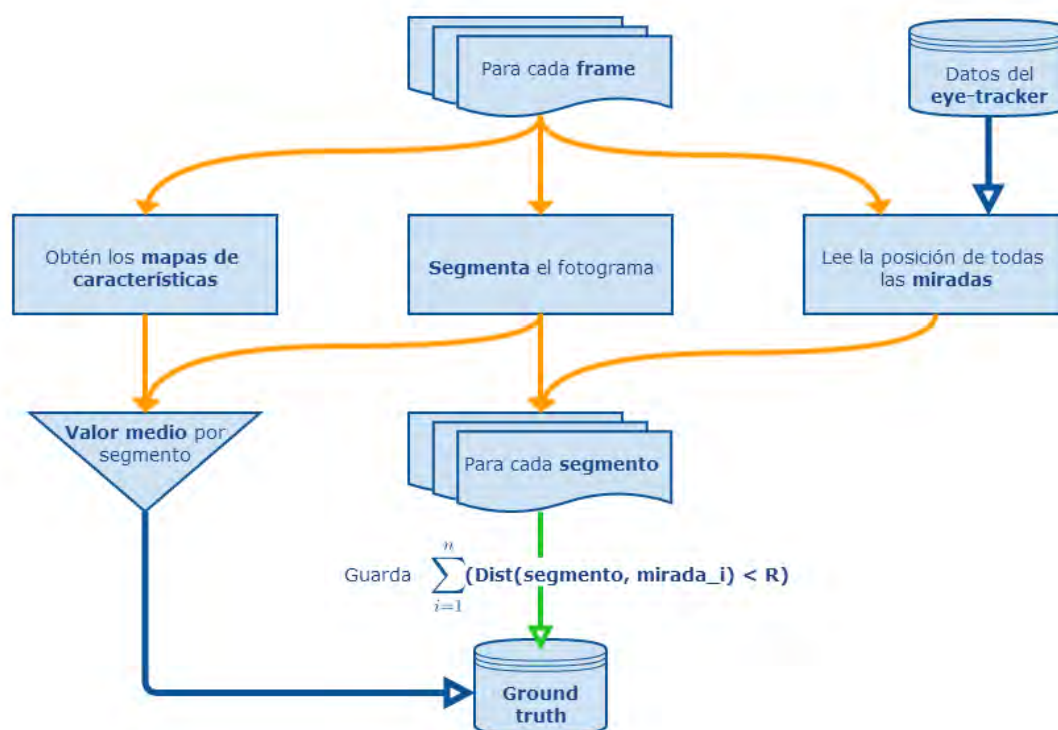 Para cada frame
Datos del
eye-tracker
Obtén los mapas de
características
Segmenta el fotograma
Lee la posición de todas
las miradas
Valor medio por
segmento
Para cada segmento
n
Guarda ∑(Dist(segmento, mirada_i) < R)
i=1
Ground
truth